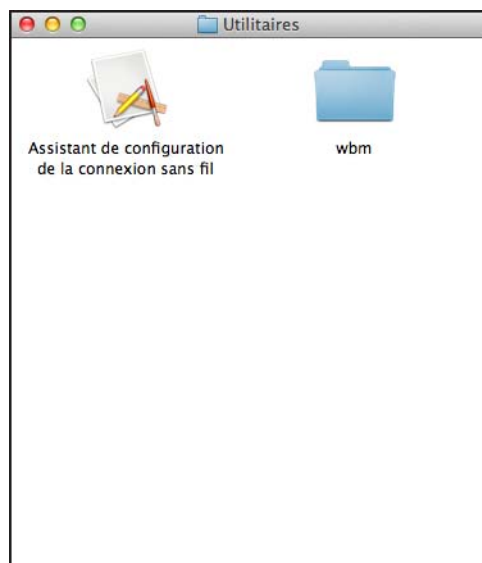 Utilitaires
Assistant de configuration
de la connexion sans fil
wbm